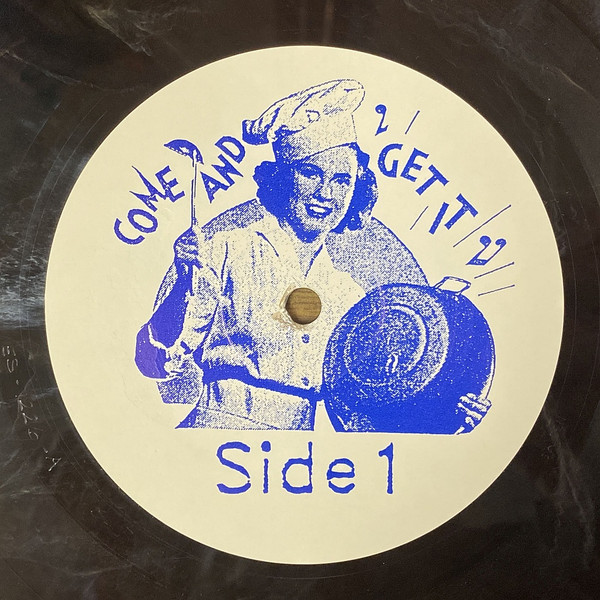 COME AND
GET IT
Side 1